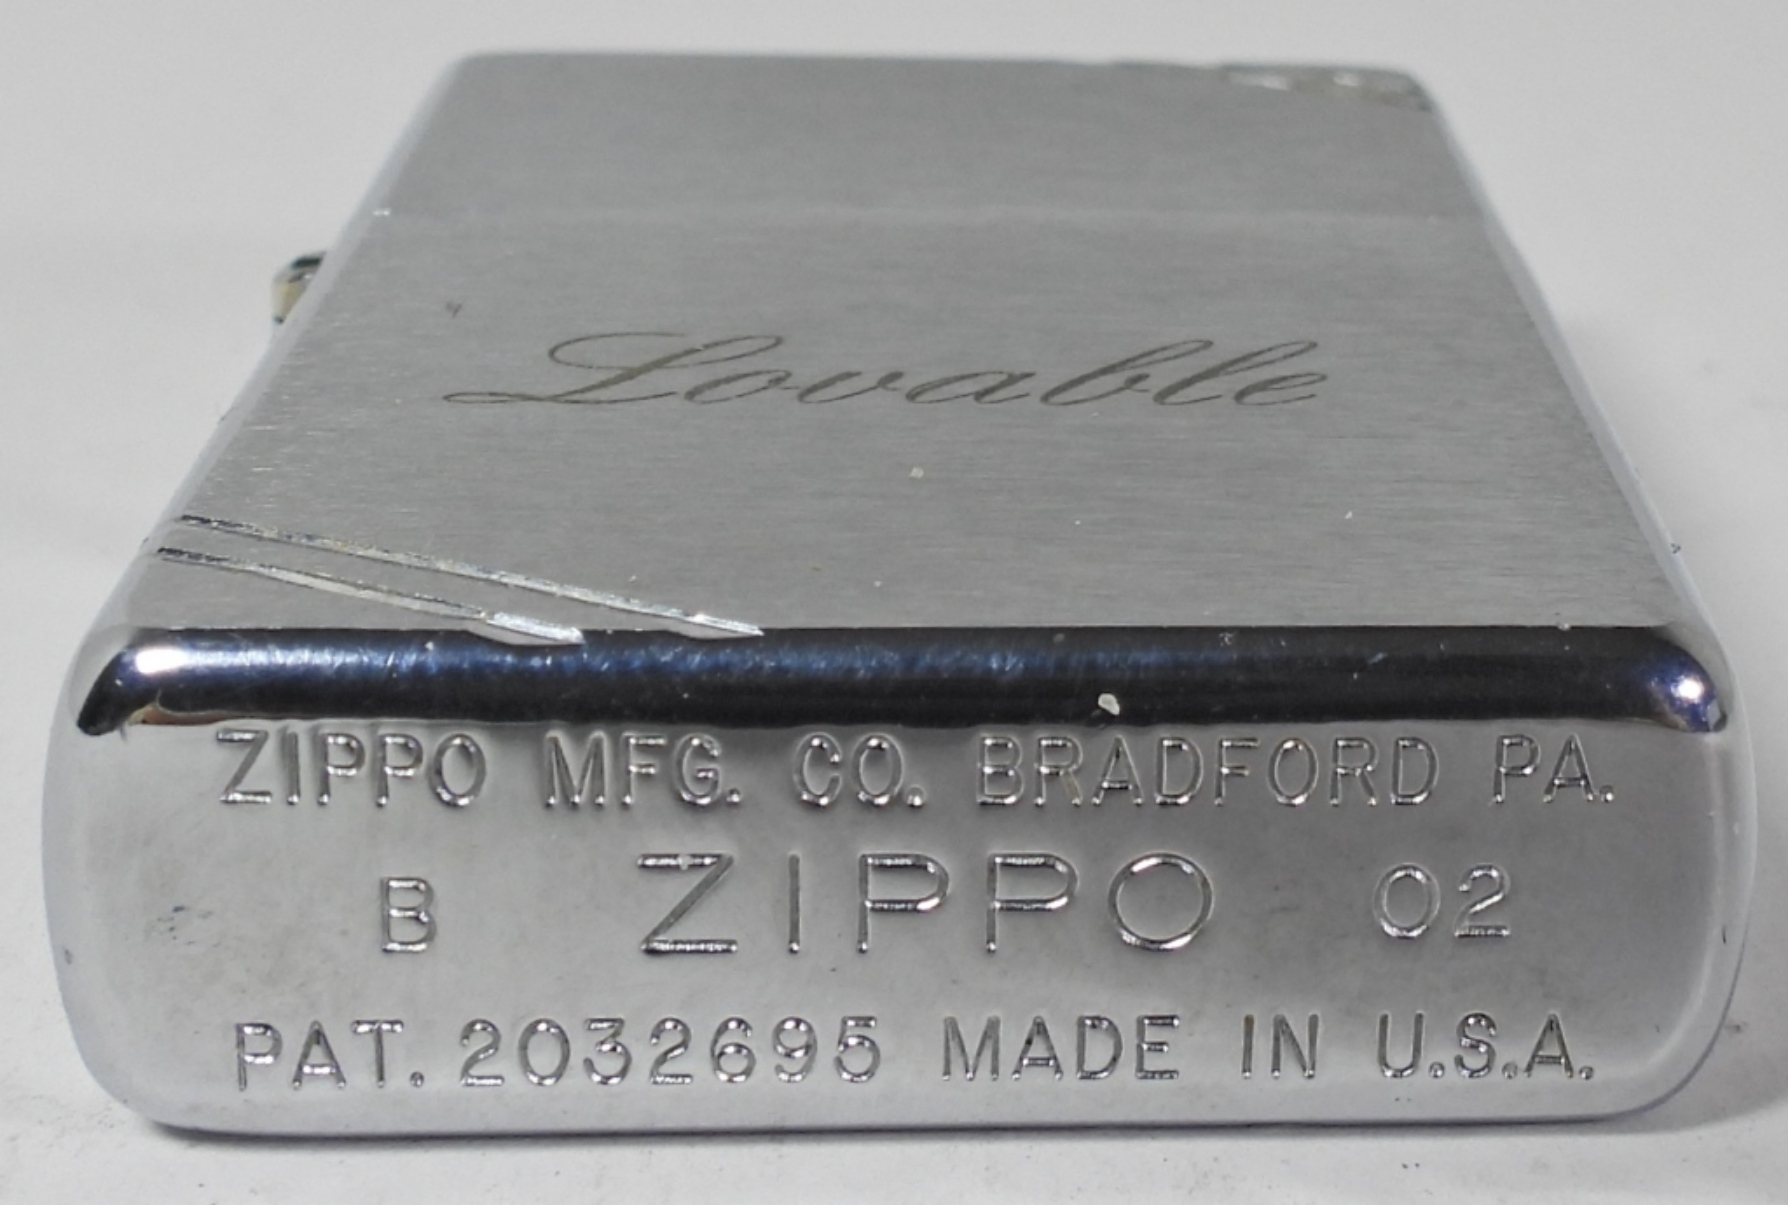 Lovable
ZIPPO MFG. CO. BRADFORD PA.
B ZIPPO 02
PAT. 2032695 MADE IN U.S.A.